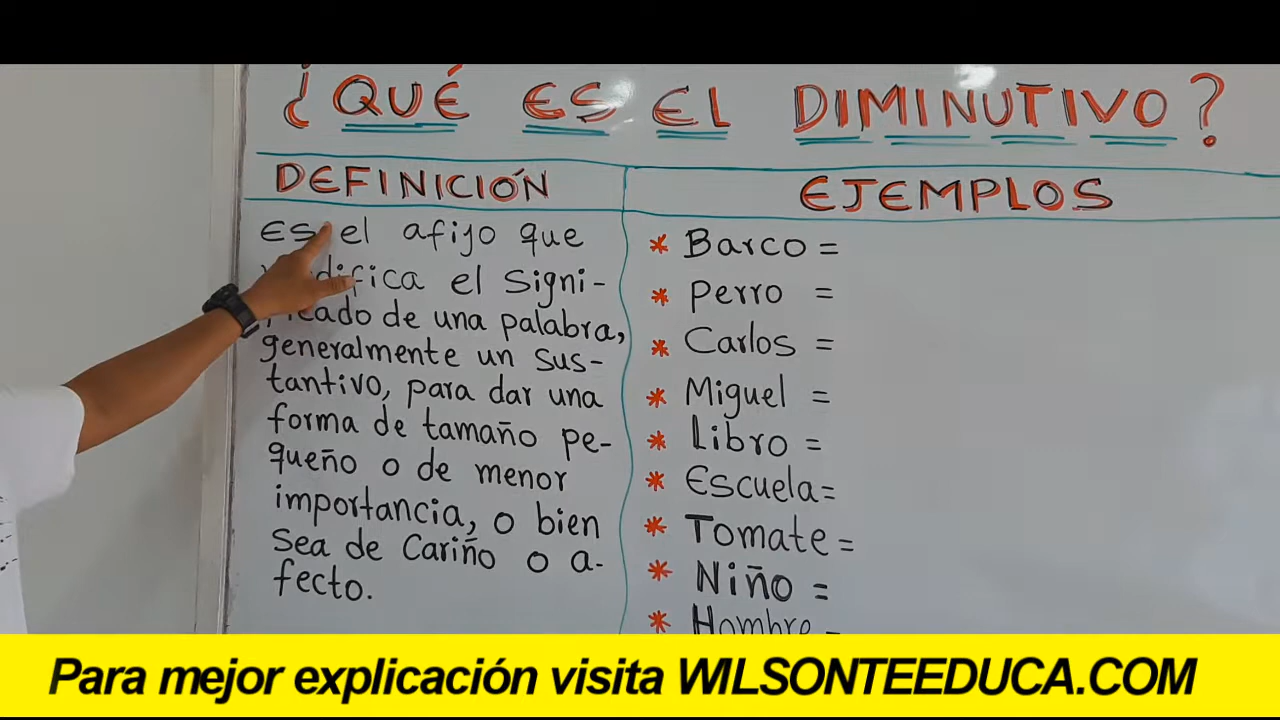 ¿QUÉ ES EL DIMINUTIVO?
DEFINICIÓN
Es el afijo que
difica el signi-
ficado de una palabra,
generalmente un sus-
tantivo, para dar una
forma de tamaño pe-
queño o de menor
importancia, o bien
Sea de Cariño o a-
fecto.
EJEMPLOS
* Barco =
* Perro =
* Carlos =
* Miguel =
* Libro =
* Escuela=
* Tomate =
* Niño =
* Hombre =
Para mejor explicación visita WILSONTEEDUCA.COM